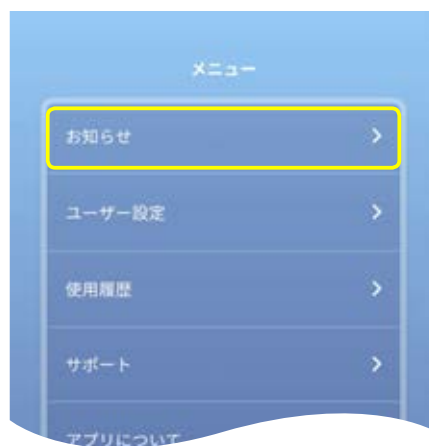 メニュー
お知らせ
ユーザー設定
使用履歴
サポート
アプリについて